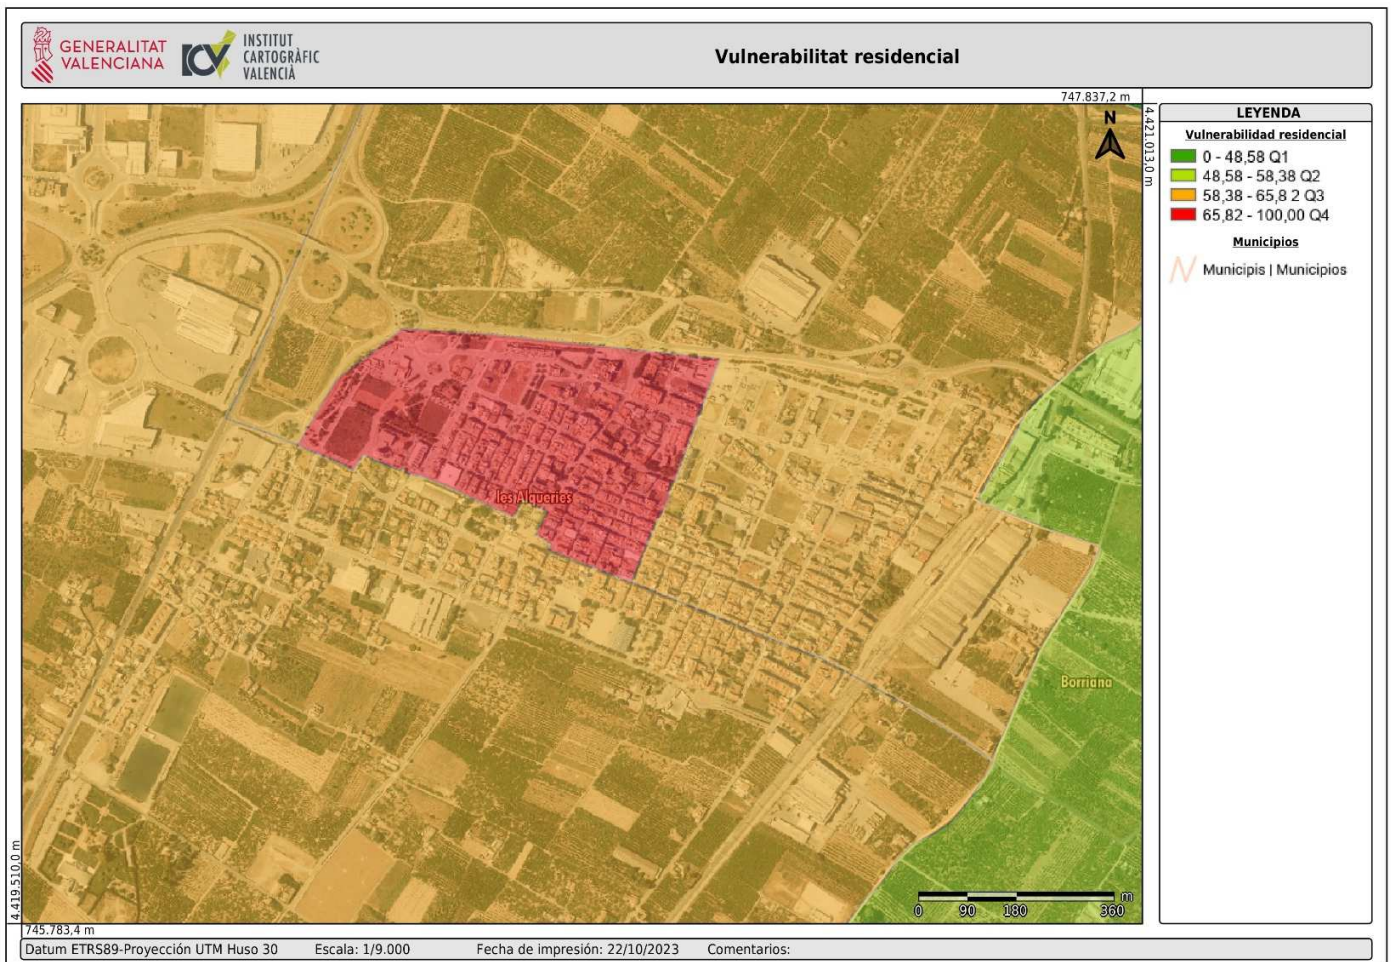 GENERALITAT
VALENCIANA
INSTITUT
CARTOGRÀFIC
VALENCIÀ
ICV
Vulnerabilitat residencial
747.837,2 m
4.421.013,0 m
N
LEYENDA
Vulnerabilidad residencial
0 - 48,58 Q1
48,58 - 58,38 Q2
58,38 - 65,8 2 Q3
65,82 - 100,00 Q4
Municipios
Municipis | Municipios
les Alqueries
Borriana
m
0 90 180 360
4.419.510,0 m
745.783,4 m
Datum ETRS89-Proyección UTM Huso 30 Escala: 1/9.000 Fecha de impresión: 22/10/2023 Comentarios: